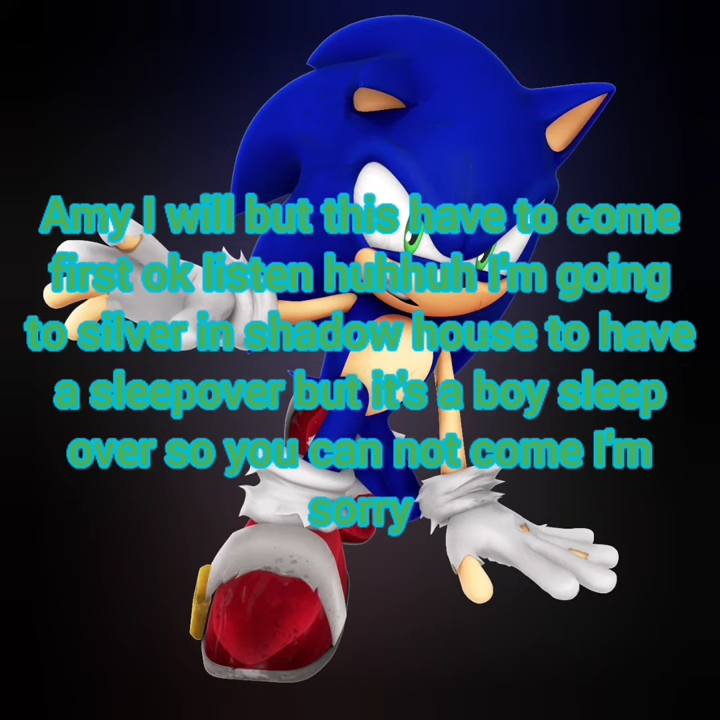 Amy I will but this have to come
first ok listen huhhuh I'm going
to silver in shadow house to have
a sleepover but it's a boy sleep
over so you can not come I'm
sorry